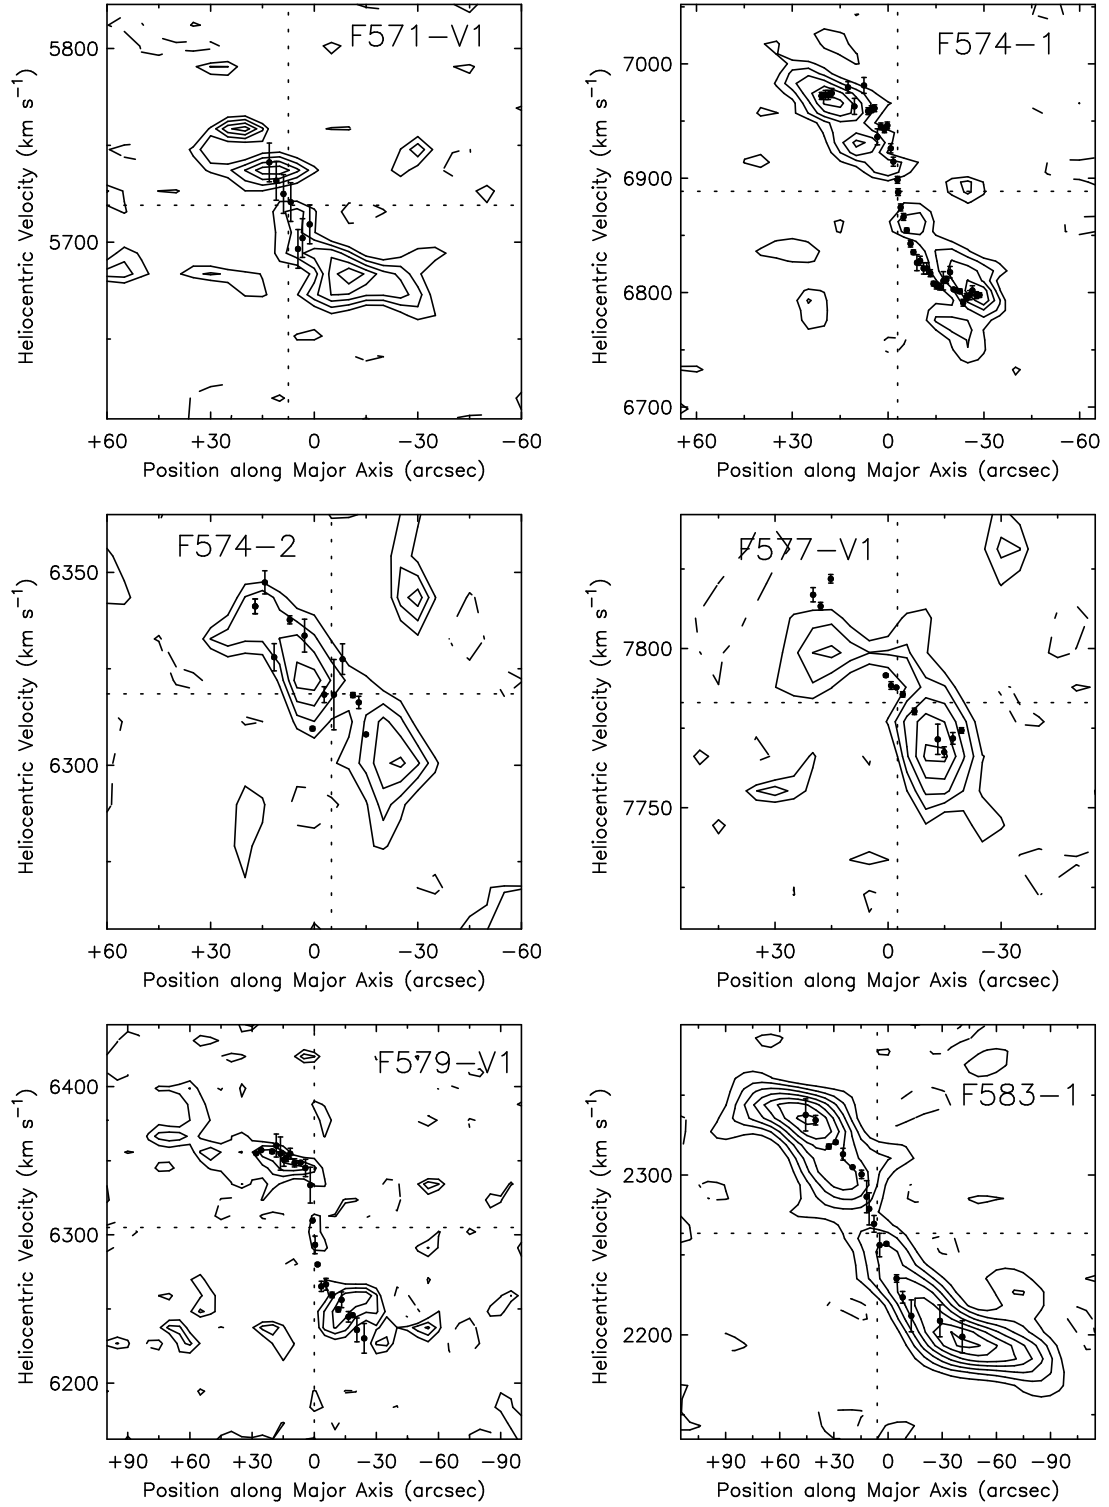 F571−V1
5800
5700
Heliocentric Velocity (km s⁻¹)
+60 +30 0 −30 −60
Position along Major Axis (arcsec)
F574−1
7000
6900
6800
6700
Heliocentric Velocity (km s⁻¹)
+60 +30 0 −30 −60
Position along Major Axis (arcsec)
F574−2
6350
6300
Heliocentric Velocity (km s⁻¹)
+60 +30 0 −30 −60
Position along Major Axis (arcsec)
F577−V1
7800
7750
Heliocentric Velocity (km s⁻¹)
+30 0 −30
Position along Major Axis (arcsec)
F579−V1
6400
6300
6200
Heliocentric Velocity (km s⁻¹)
+90 +60 +30 0 −30 −60 −90
Position along Major Axis (arcsec)
F583−1
2300
2200
Heliocentric Velocity (km s⁻¹)
+90 +60 +30 0 −30 −60 −90
Position along Major Axis (arcsec)